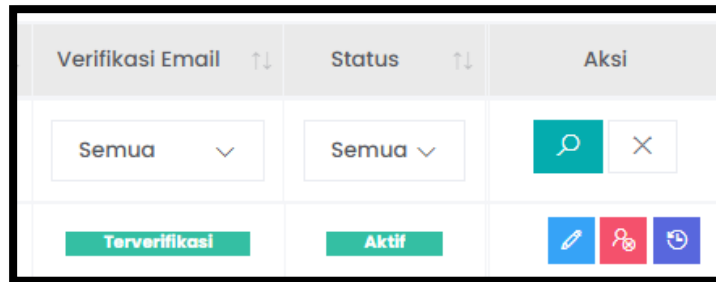 Verifikasi Email Status Aksi
Semua Semua
Terverifikasi Aktif